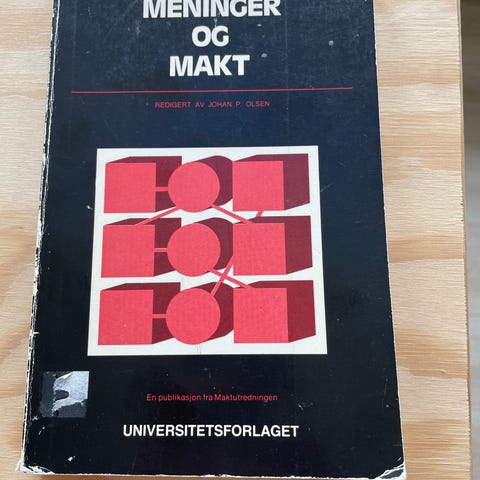 MENINGER
OG
MAKT
REDIGERT AV JOHAN P. OLSEN
En publikasjon fra Maktutredningen
UNIVERSITETSFORLAGET